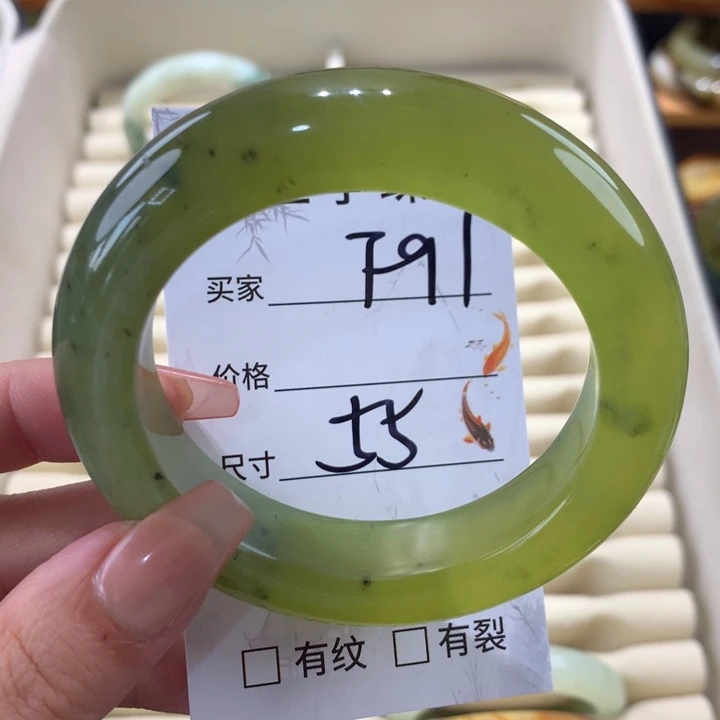 买家 791
价格
尺寸 55
□ 有纹 □ 有裂